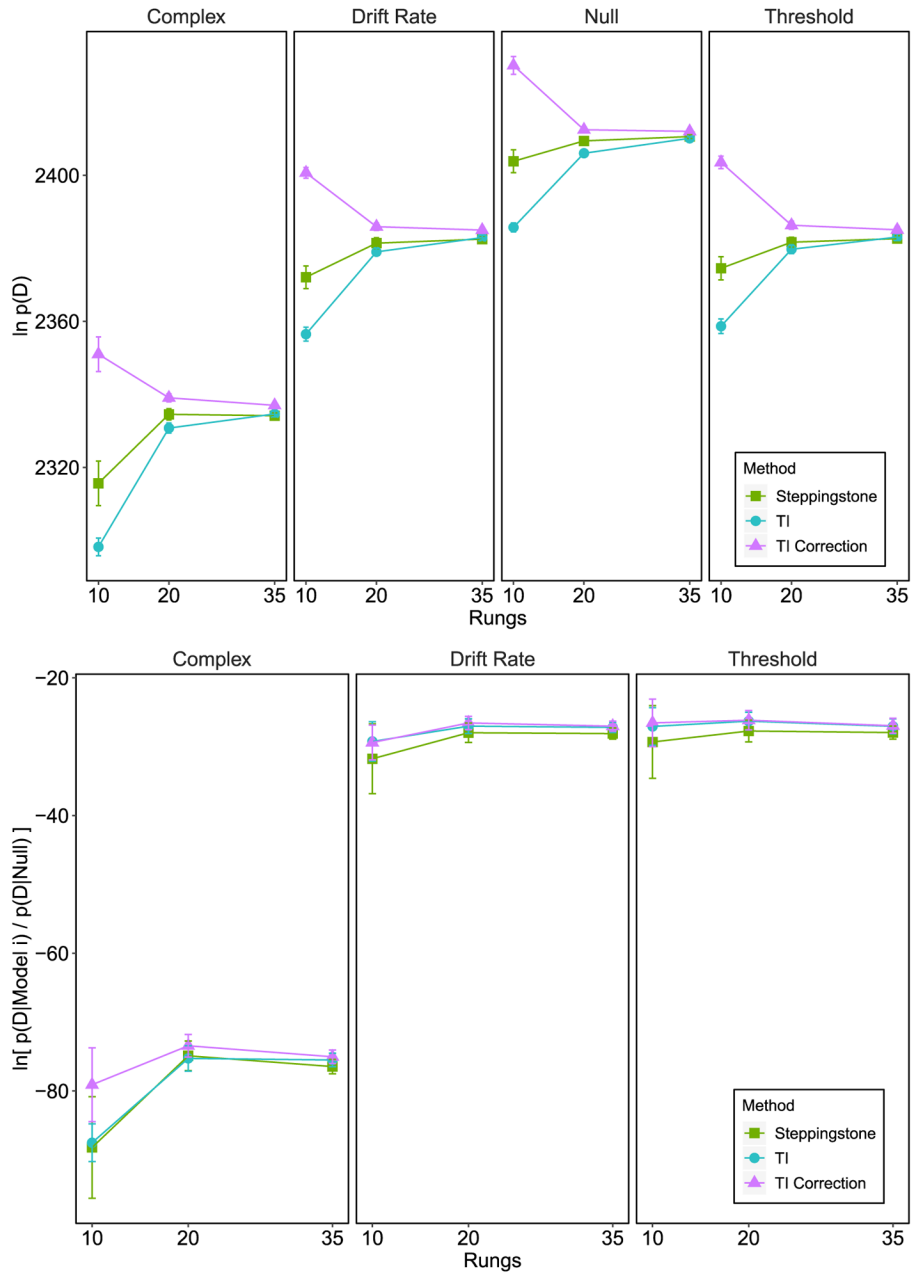 Complex Drift Rate Null Threshold
2400
2360
2320
ln p(D)
Method
Steppingstone
TI
TI Correction
10 20 35 10 20 35 10 20 35 10 20 35
Rungs
Complex Drift Rate Threshold
−20
−40
−60
−80
ln[ p(D|Model i) / p(D|Null) ]
Method
Steppingstone
TI
TI Correction
10 20 35 10 20 35 10 20 35
Rungs